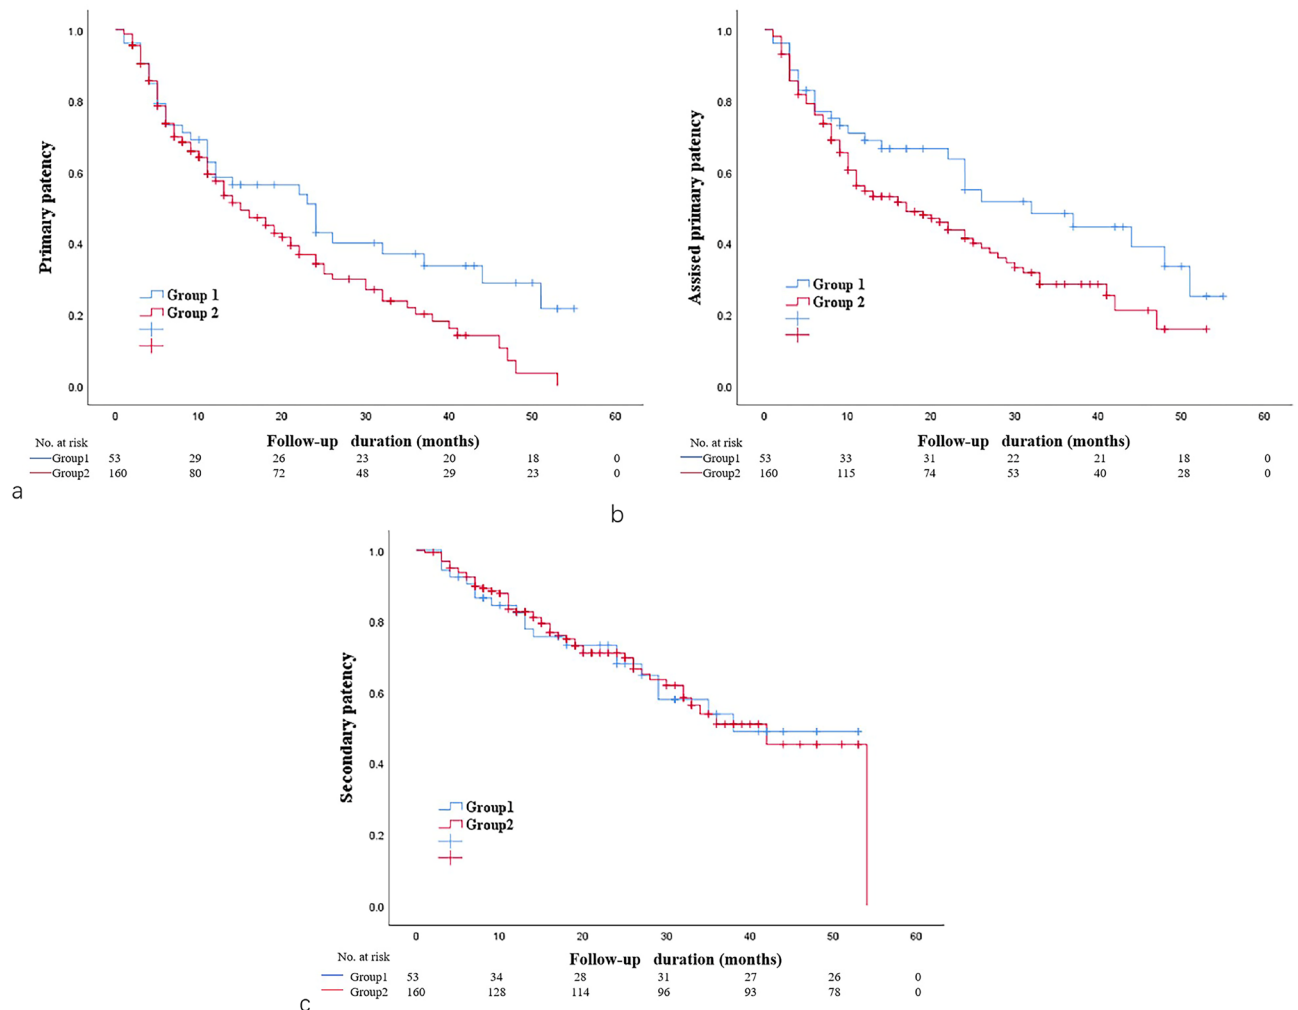 1.0
0.8
0.6
0.4
0.2
0.0
Primary patency
Group 1
Group 2
0 10 20 30 40 50 60
Follow-up duration (months)
No. at risk
Group1 53 29 26 23 20 18 0
Group2 160 80 72 48 29 23 0
a
1.0
0.8
0.6
0.4
0.2
0.0
Assised primary patency
Group 1
Group 2
0 10 20 30 40 50 60
Follow-up duration (months)
No. at risk
Group1 53 33 31 22 21 18 0
Group2 160 115 74 53 40 28 0
b
1.0
0.8
0.6
0.4
0.2
0.0
Secondary patency
Group1
Group2
0 10 20 30 40 50 60
Follow-up duration (months)
No. at risk
Group1 53 34 28 31 27 26 0
Group2 160 128 114 96 93 78 0
c